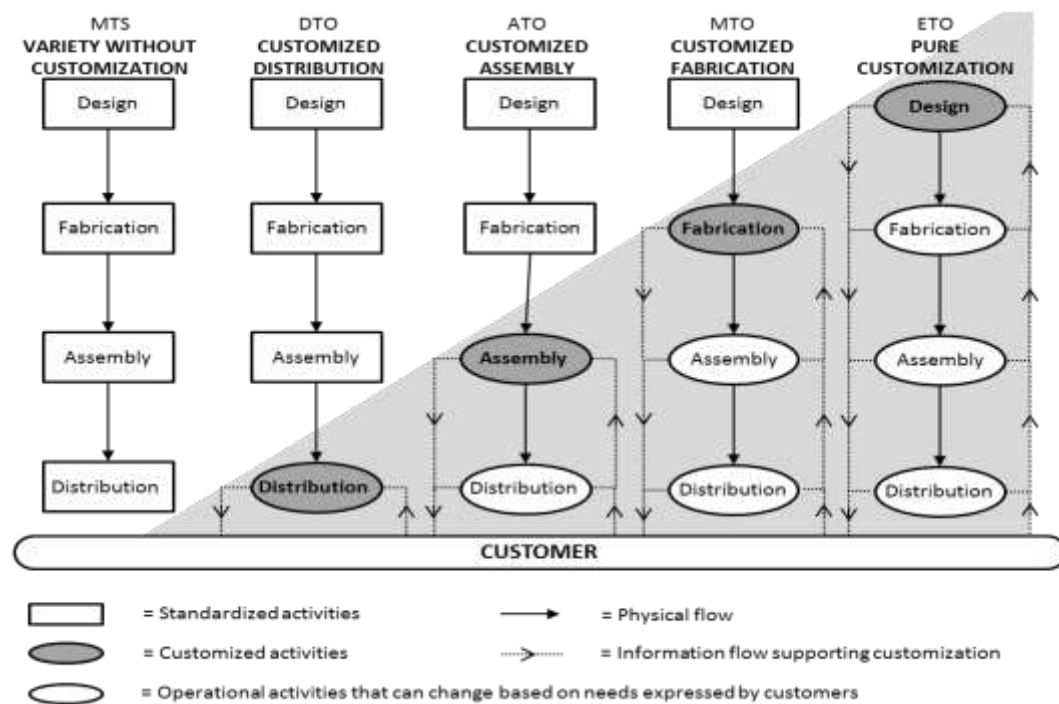 MTS
VARIETY WITHOUT
CUSTOMIZATION
DTO
CUSTOMIZED
DISTRIBUTION
ATO
CUSTOMIZED
ASSEMBLY
MTO
CUSTOMIZED
FABRICATION
ETO
PURE
CUSTOMIZATION
Design
Design
Design
Design
Design
Fabrication
Fabrication
Fabrication
Fabrication
Fabrication
Assembly
Assembly
Assembly
Assembly
Assembly
Distribution
Distribution
Distribution
Distribution
Distribution
CUSTOMER
= Standardized activities
= Physical flow
= Customized activities
= Information flow supporting customization
= Operational activities that can change based on needs expressed by customers